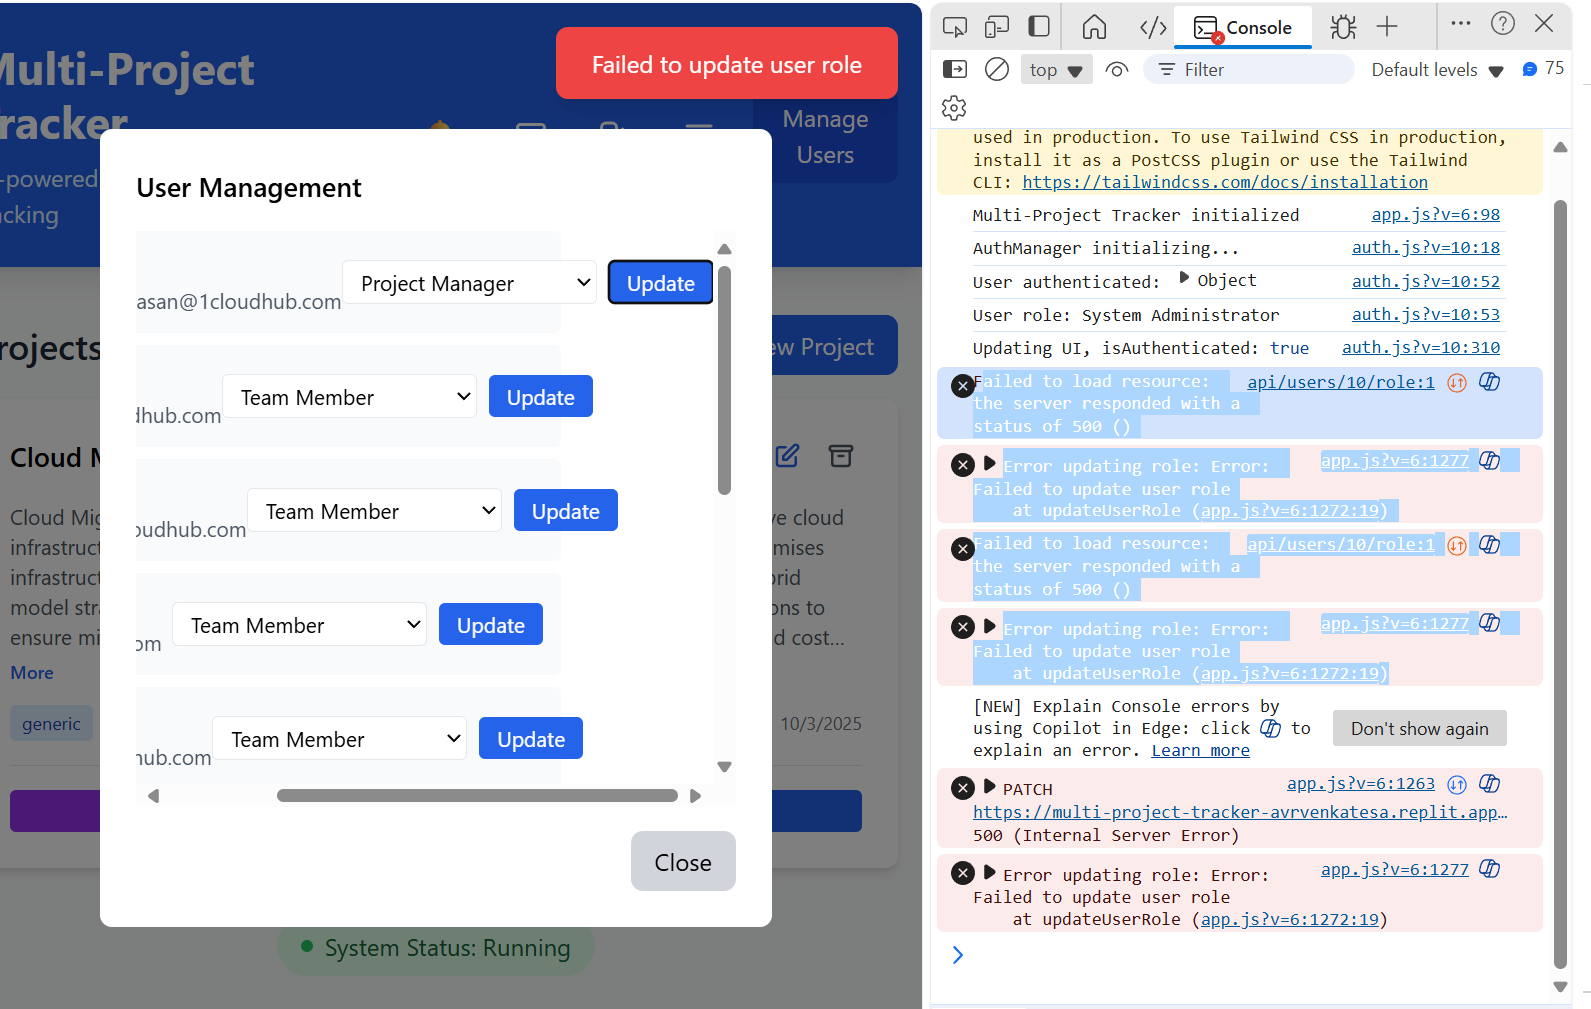 Multi-Project
Tracker
Failed to update user role
Manage
Users
-powered
cking
User Management
asan@1cloudhub.com
Project Manager
Update
rojects
ew Project
Team Member
Update
dhub.com
Cloud M
Team Member
Update
oudhub.com
Cloud Mig
ve cloud
infrastruct
mises
infrastruct
orid
model stra
ons to
ensure mi
d cost...
Team Member
Update
om
More
generic
10/3/2025
Team Member
Update
hub.com
Close
System Status: Running
Console
top
Filter
Default levels
75
used in production. To use Tailwind CSS in production,
install it as a PostCSS plugin or use the Tailwind
CLI: https://tailwindcss.com/docs/installation
Multi-Project Tracker initialized app.js?v=6:98
AuthManager initializing... auth.js?v=10:18
User authenticated: Object auth.js?v=10:52
User role: System Administrator auth.js?v=10:53
Updating UI, isAuthenticated: true auth.js?v=10:310
Failed to load resource: api/users/10/role:1
the server responded with a
status of 500 ()
Error updating role: Error: app.js?v=6:1277
Failed to update user role
at updateUserRole (app.js?v=6:1272:19)
Failed to load resource: api/users/10/role:1
the server responded with a
status of 500 ()
Error updating role: Error: app.js?v=6:1277
Failed to update user role
at updateUserRole (app.js?v=6:1272:19)
[NEW] Explain Console errors by
using Copilot in Edge: click to
explain an error. Learn more
Don't show again
PATCH app.js?v=6:1263
https://multi-project-tracker-avrvenkatesa.replit.app…
500 (Internal Server Error)
Error updating role: Error: app.js?v=6:1277
Failed to update user role
at updateUserRole (app.js?v=6:1272:19)